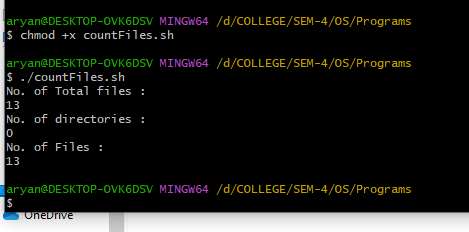 aryan@DESKTOP-OVK6DSV MINGW64 /d/COLLEGE/SEM-4/OS/Programs
$ chmod +x countFiles.sh
aryan@DESKTOP-OVK6DSV MINGW64 /d/COLLEGE/SEM-4/OS/Programs
$ ./countFiles.sh
No. of Total files :
13
No. of directories :
0
No. of Files :
13
aryan@DESKTOP-OVK6DSV MINGW64 /d/COLLEGE/SEM-4/OS/Programs
$
OneDrive